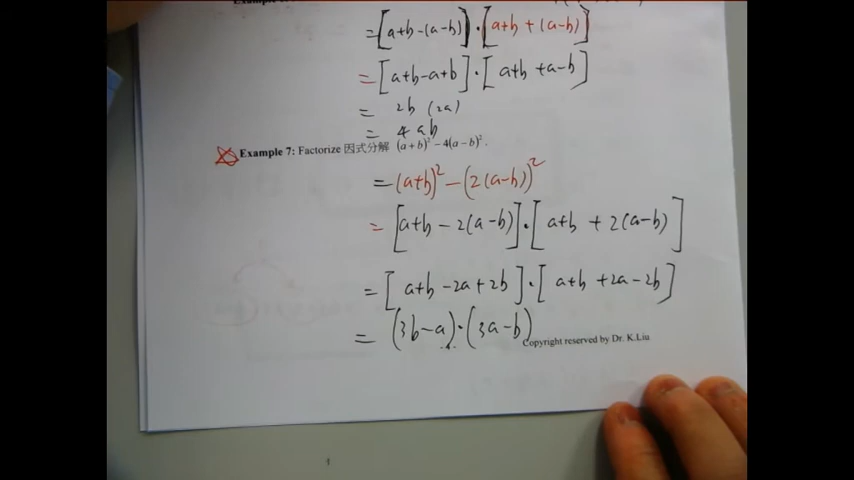 = [a+b-(a-b)] · [a+b + (a-b)]
= [a+b-a+b] · [a+b +a-b]
= 2b (2a)
= 4ab
Example 7: Factorize 因式分解 (a+b)² - 4(a-b)².
= (a+b)² - (2(a-b))²
= [a+b - 2(a-b)] · [a+b + 2(a-b)]
= [a+b -2a+2b] · [a+b +2a-2b]
= (3b-a) · (3a-b)
Copyright reserved by Dr. K.Liu